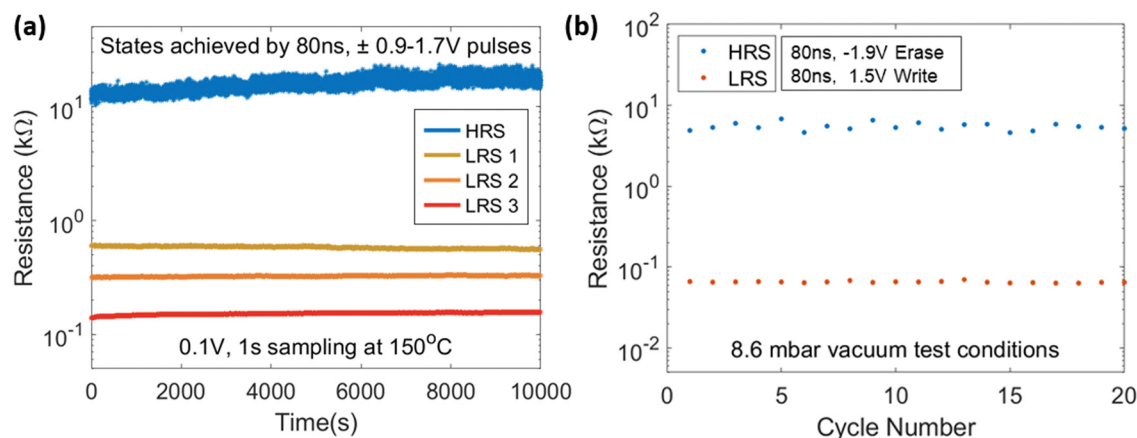 (a)
States achieved by 80ns, ± 0.9-1.7V pulses
Resistance (kΩ)
10^1
10^0
10^-1
HRS
LRS 1
LRS 2
LRS 3
0.1V, 1s sampling at 150°C
0 2000 4000 6000 8000 10000
Time(s)
(b)
Resistance (kΩ)
10^2
10^1
10^0
10^-1
10^-2
HRS
LRS
80ns, -1.9V Erase
80ns, 1.5V Write
8.6 mbar vacuum test conditions
0 5 10 15 20
Cycle Number